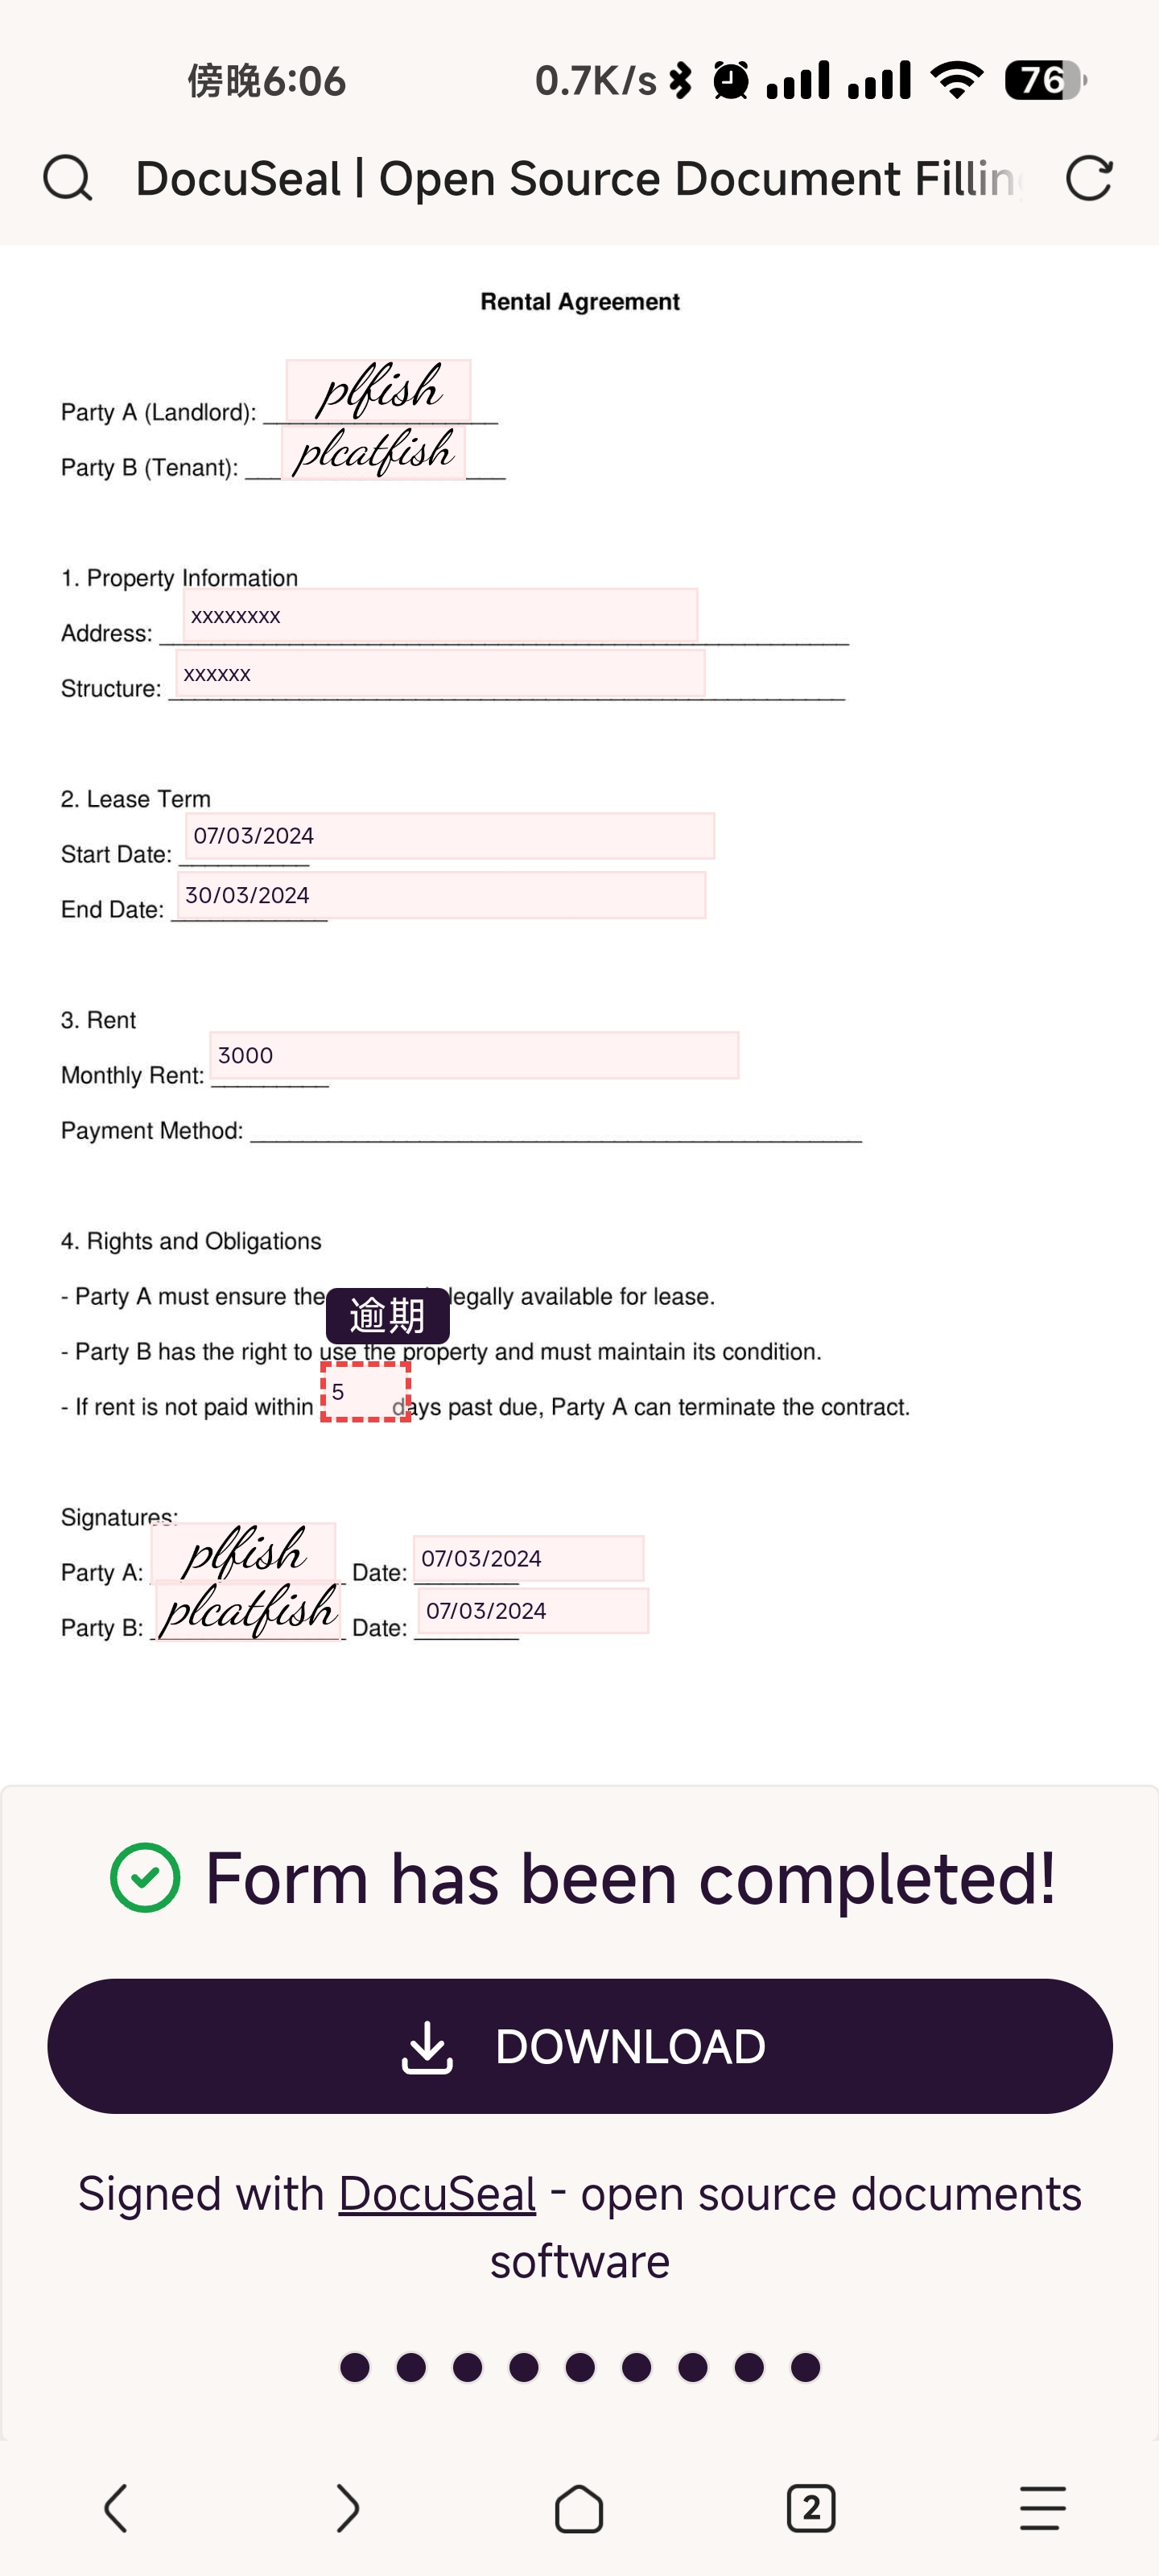 傍晚6:06 0.7K/s 76
DocuSeal | Open Source Document Filling
Rental Agreement
Party A (Landlord): plfish
Party B (Tenant): plcatfish
1. Property Information
Address: xxxxxxxx
Structure: xxxxxx
2. Lease Term
Start Date: 07/03/2024
End Date: 30/03/2024
3. Rent
Monthly Rent: 3000
Payment Method:
4. Rights and Obligations
- Party A must ensure the legally available for lease.
逾期
- Party B has the right to use the property and must maintain its condition.
- If rent is not paid within 5 days past due, Party A can terminate the contract.
Signatures:
Party A: plfish Date: 07/03/2024
Party B: plcatfish Date: 07/03/2024
Form has been completed!
DOWNLOAD
Signed with DocuSeal - open source documents
software
2